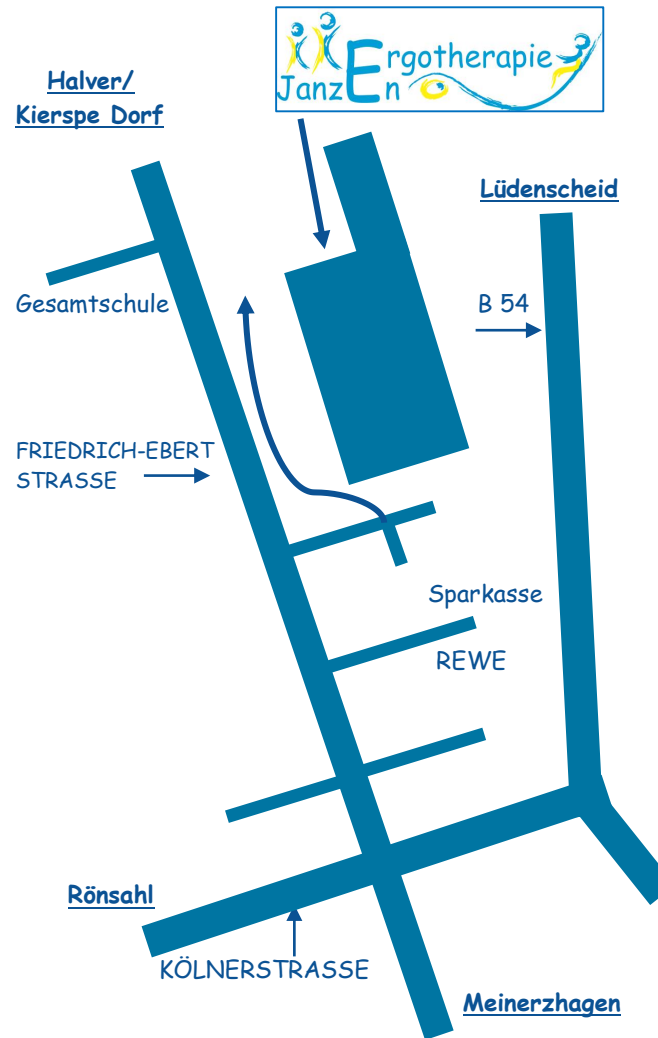 Ergotherapie
JanzEn
Halver/
Kierspe Dorf
Lüdenscheid
Gesamtschule
B 54
FRIEDRICH-EBERT
STRASSE
Sparkasse
REWE
Rönsahl
KÖLNERSTRASSE
Meinerzhagen